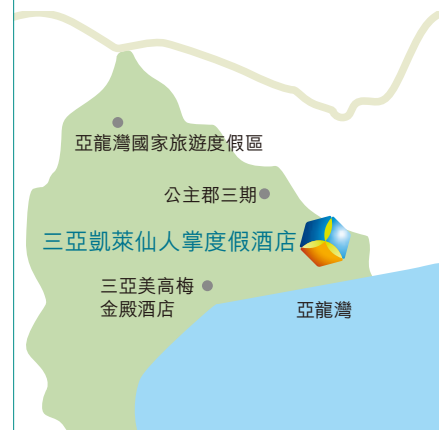 亞龍灣國家旅遊度假區
公主郡三期
三亞凱萊仙人掌度假酒店
三亞美高梅
金殿酒店
亞龍灣